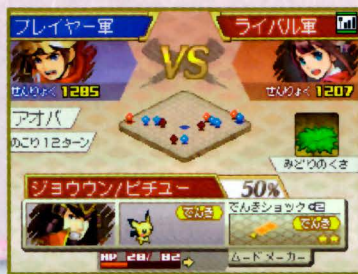 プレイヤー軍
ライバル軍
VS
せんりょく 1285
せんりょく 1207
アオバ
のこり12ターン
みどりのくさ
ジョウウン/ピチュー
50%
でんき
でんきショック
HP 28/ 82
ムードメーカー